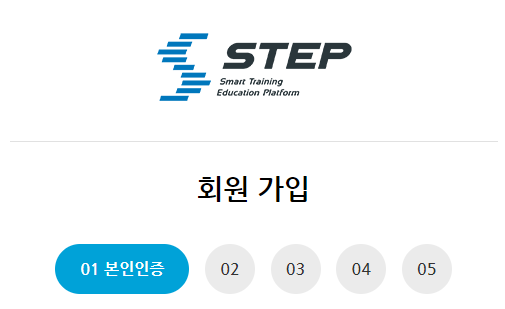 STEP
Smart Training
Education Platform
회원 가입
01 본인인증 02 03 04 05